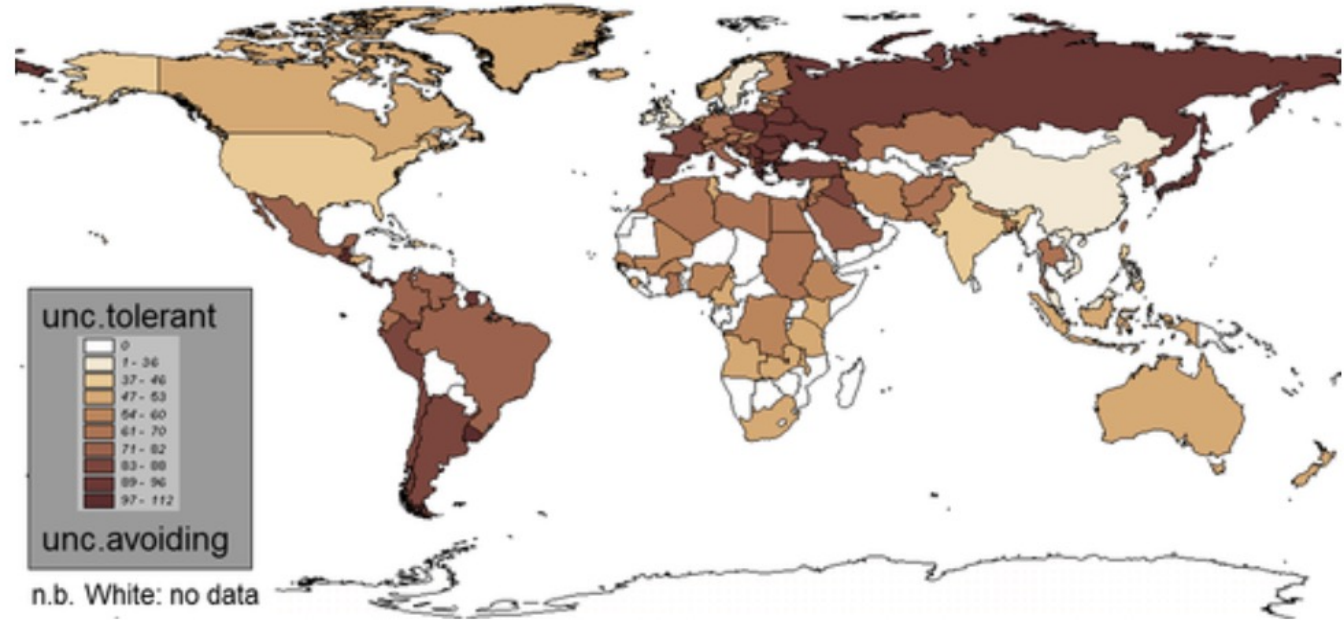 unc.tolerant
0
1 - 36
37 - 46
47 - 53
54 - 60
61 - 70
71 - 82
83 - 88
89 - 96
97 - 112
unc.avoiding
n.b. White: no data